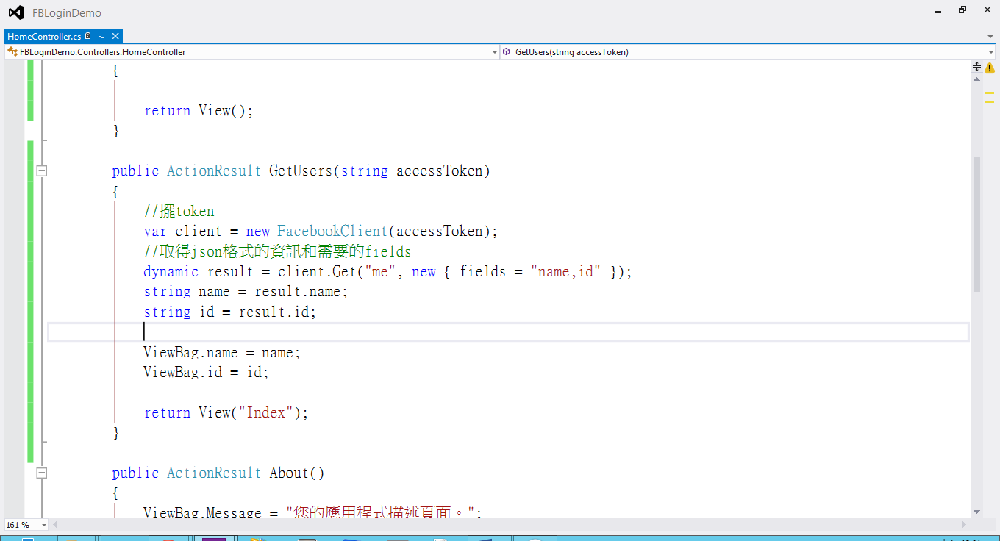 FBLoginDemo
HomeController.cs
FBLoginDemo.Controllers.HomeController
GetUsers(string accessToken)
{
return View();
}
public ActionResult GetUsers(string accessToken)
{
//擺token
var client = new FacebookClient(accessToken);
//取得json格式的資訊和需要的fields
dynamic result = client.Get("me", new { fields = "name,id" });
string name = result.name;
string id = result.id;
ViewBag.name = name;
ViewBag.id = id;
return View("Index");
}
public ActionResult About()
{
ViewBag.Message = "您的應用程式描述頁面。";
161 %